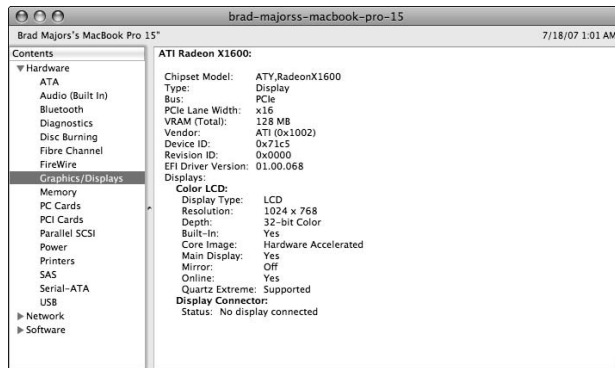 brad-majorss-macbook-pro-15
Brad Majors's MacBook Pro 15" 7/18/07 1:01 AM
Contents
Hardware
ATA
Audio (Built In)
Bluetooth
Diagnostics
Disc Burning
Fibre Channel
FireWire
Graphics/Displays
Memory
PC Cards
PCI Cards
Parallel SCSI
Power
Printers
SAS
Serial-ATA
USB
Network
Software
ATI Radeon X1600:
Chipset Model: ATY,RadeonX1600
Type: Display
Bus: PCIe
PCIe Lane Width: x16
VRAM (Total): 128 MB
Vendor: ATI (0x1002)
Device ID: 0x71c5
Revision ID: 0x0000
EFI Driver Version: 01.00.068
Displays:
Color LCD:
Display Type: LCD
Resolution: 1024 x 768
Depth: 32-bit Color
Built-In: Yes
Core Image: Hardware Accelerated
Main Display: Yes
Mirror: Off
Online: Yes
Quartz Extreme: Supported
Display Connector:
Status: No display connected